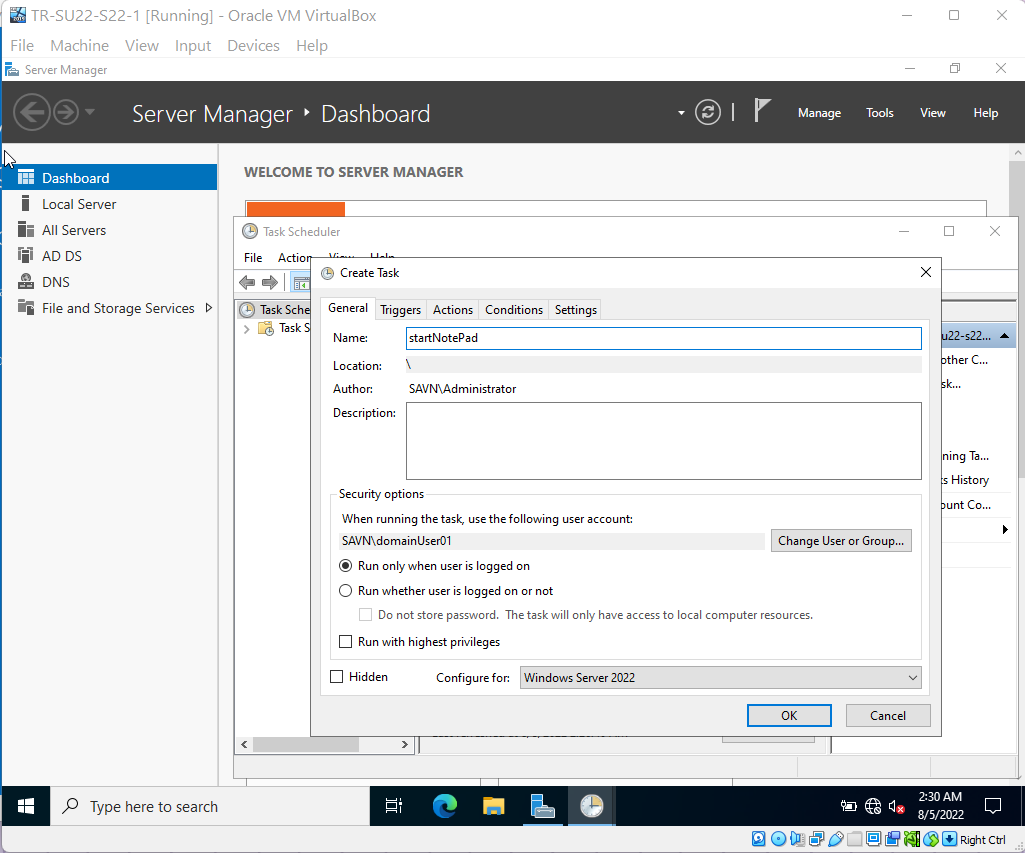 TR-SU22-S22-1 [Running] - Oracle VM VirtualBox
File Machine View Input Devices Help
Server Manager
Server Manager Dashboard
Manage Tools View Help
Dashboard
Local Server
All Servers
AD DS
DNS
File and Storage Services
WELCOME TO SERVER MANAGER
Task Scheduler
File Action View Help
Task Sche
Task S
Create Task
General Triggers Actions Conditions Settings
Name: startNotePad
Location: \
Author: SAVN\Administrator
Description:
Security options
When running the task, use the following user account:
SAVN\domainUser01 Change User or Group...
Run only when user is logged on
Run whether user is logged on or not
Do not store password. The task will only have access to local computer resources.
Run with highest privileges
Hidden Configure for: Windows Server 2022
OK Cancel
u22-s22...
other C...
sk...
ning Ta...
ts History
ount Co...
Type here to search
2:30 AM
8/5/2022
Right Ctrl